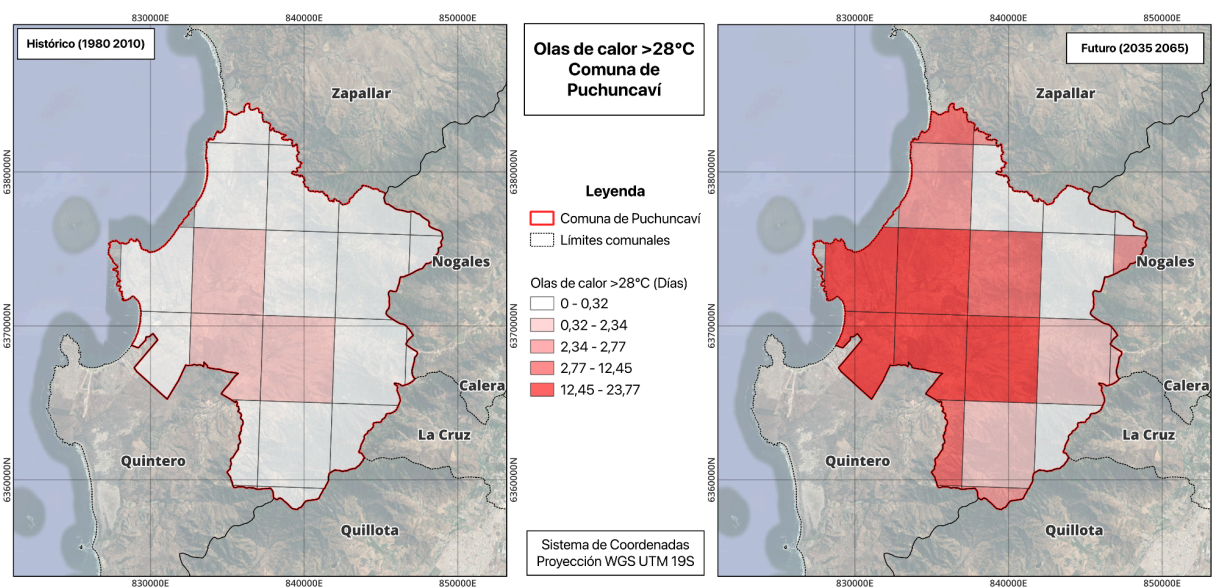 830000E
840000E
850000E
Histórico (1980 2010)
Zapallar
Nogales
Calera
La Cruz
Quintero
Quillota
6380000N
6370000N
6360000N
6380000N
6370000N
6360000N
830000E
840000E
850000E
Olas de calor >28°C
Comuna de
Puchuncaví
Leyenda
Comuna de Puchuncaví
Límites comunales
Olas de calor >28°C (Días)
0 - 0,32
0,32 - 2,34
2,34 - 2,77
2,77 - 12,45
12,45 - 23,77
Sistema de Coordenadas
Proyección WGS UTM 19S
830000E
840000E
850000E
Futuro (2035 2065)
Zapallar
Nogales
Calera
La Cruz
Quintero
Quillota
6380000N
6370000N
6360000N
830000E
840000E
850000E